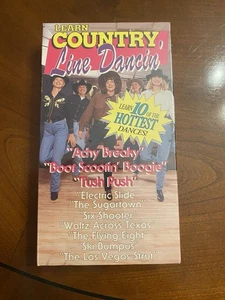 LEARN
COUNTRY
Line Dancin'
LEARN
10 OF THE
HOTTEST
DANCES!
"Achy Breaky"
"Boot Scootin' Boogie"
"Tush Push"
Electric Slide
The Sugartown
Six-Shooter
Waltz Across Texas
The Flying Eight
Ski Bumpus
The Las Vegas Strut